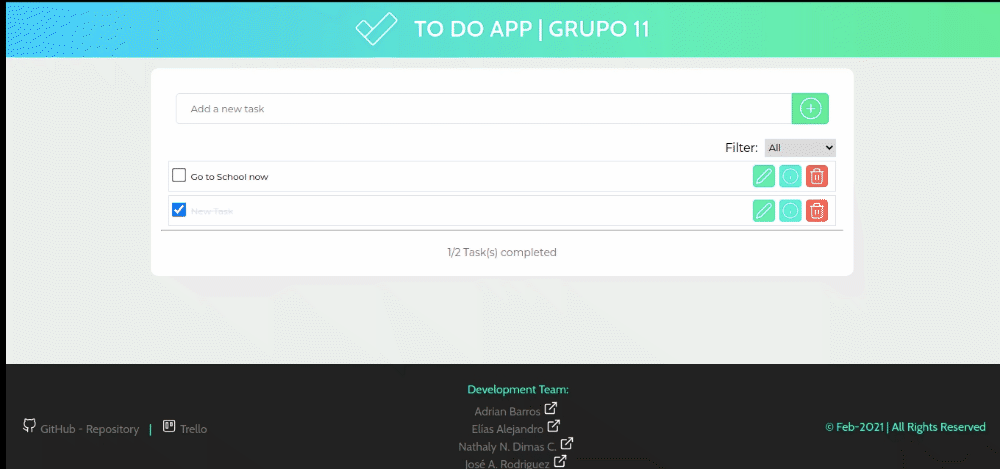 TO DO APP | GRUPO 11
Add a new task
Filter: All
Go to School now
New Task
1/2 Task(s) completed
Development Team:
Adrian Barros
GitHub - Repository | Trello
Elías Alejandro
© Feb-2021 | All Rights Reserved
Nathaly N. Dimas C.
José A. Rodriguez